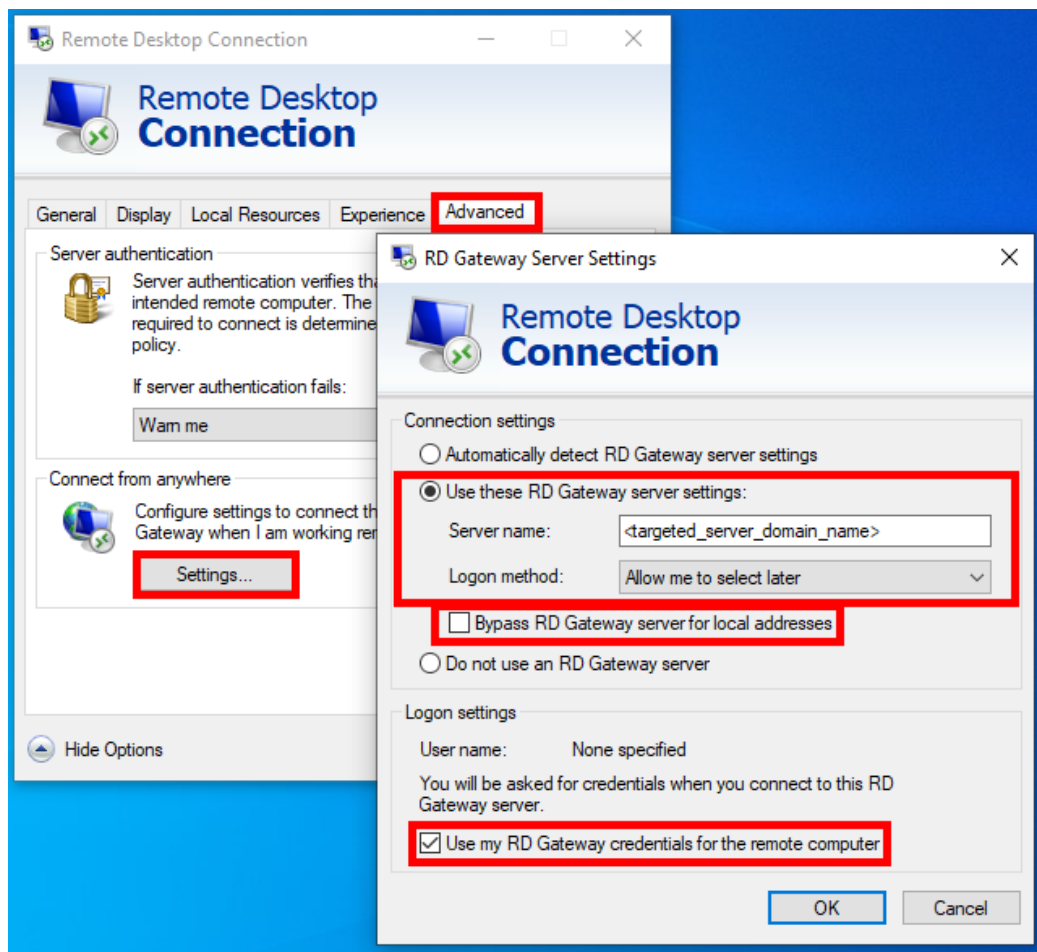 Remote Desktop Connection
Remote Desktop
Connection
General Display Local Resources Experience Advanced
Server authentication
Server authentication verifies tha
intended remote computer. The
required to connect is determine
policy.
If server authentication fails:
Warn me
Connect from anywhere
Configure settings to connect th
Gateway when I am working rer
Settings...
Hide Options
RD Gateway Server Settings
Remote Desktop
Connection
Connection settings
Automatically detect RD Gateway server settings
Use these RD Gateway server settings:
Server name: <targeted_server_domain_name>
Logon method: Allow me to select later
Bypass RD Gateway server for local addresses
Do not use an RD Gateway server
Logon settings
User name: None specified
You will be asked for credentials when you connect to this RD
Gateway server.
Use my RD Gateway credentials for the remote computer
OK Cancel